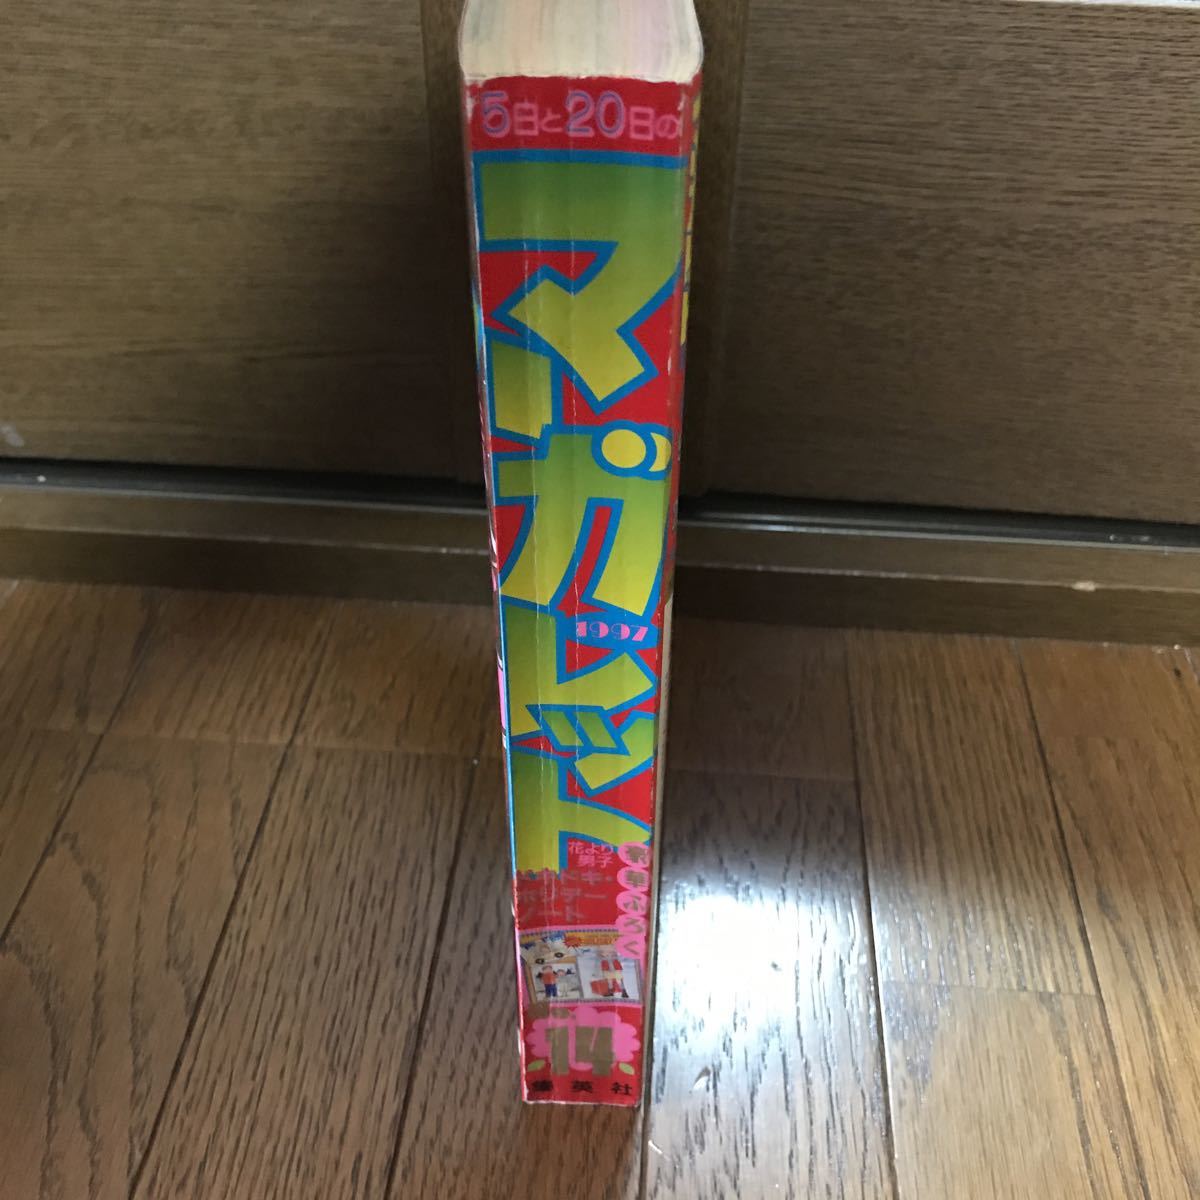 5日と20日の
マーガレット
1997
花より
男子
ドキドキ・
ホリデー
ノート
14
集英社